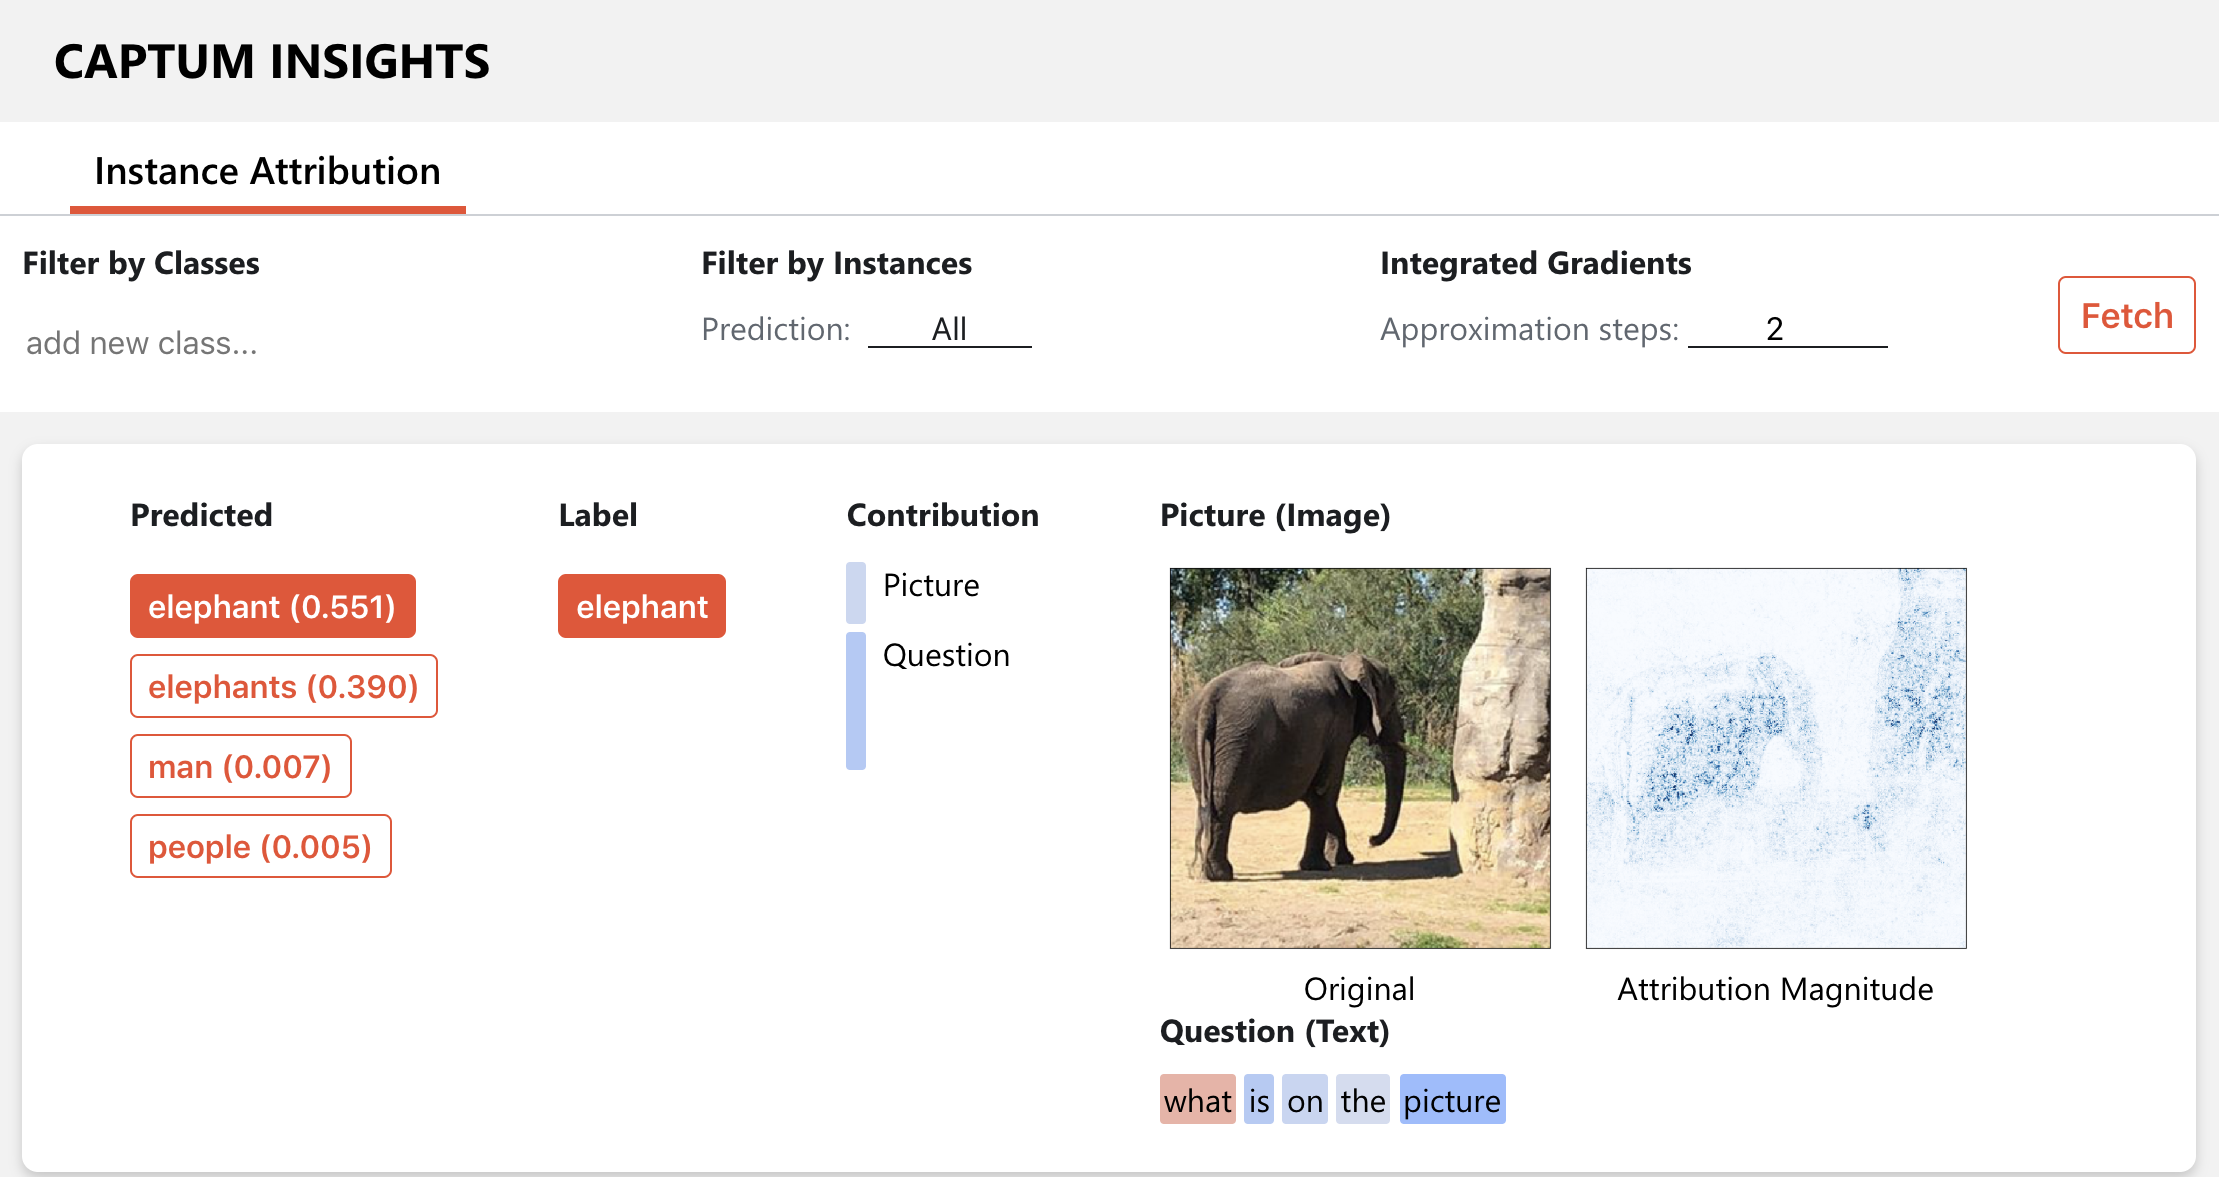 CAPTUM INSIGHTS
Instance Attribution
Filter by Classes
add new class...
Filter by Instances
Prediction: All
Integrated Gradients
Approximation steps: 2
Fetch
Predicted
elephant (0.551)
elephants (0.390)
man (0.007)
people (0.005)
Label
elephant
Contribution
Picture
Question
Picture (Image)
Original
Attribution Magnitude
Question (Text)
what is on the picture